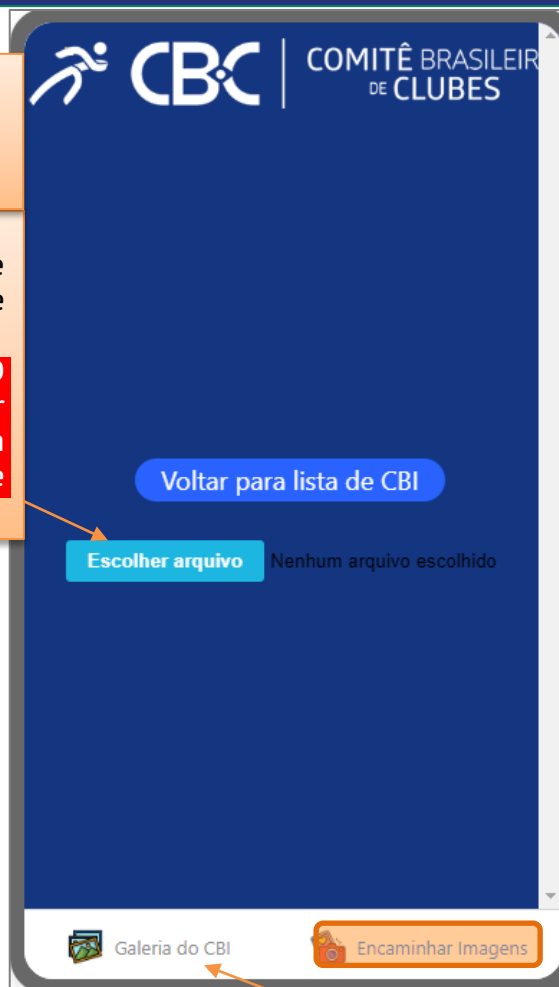 CBC
COMITÊ BRASILEIR
DE CLUBES
e
e
Voltar para lista de CBI
Escolher arquivo Nenhum arquivo escolhido
Galeria do CBI
Encaminhar Imagens